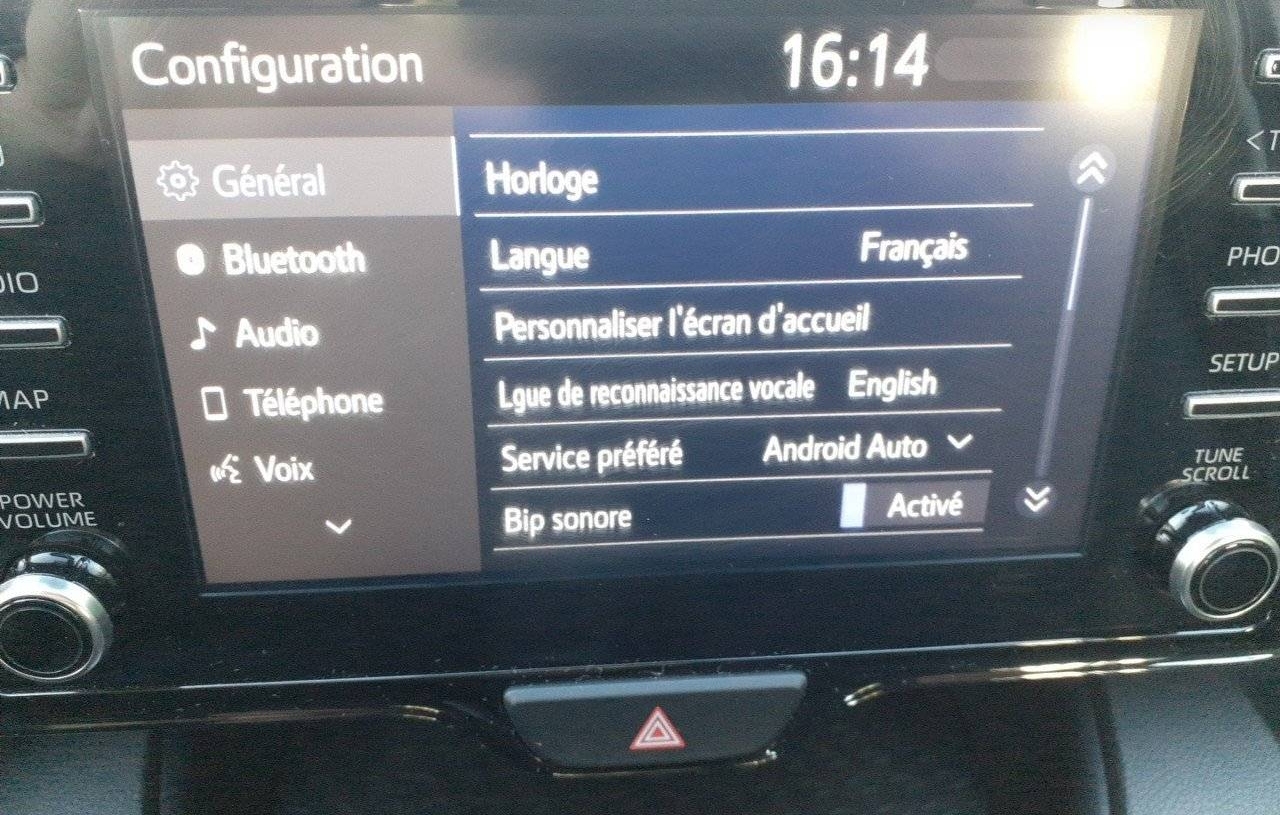 Configuration 16:14
Général
Bluetooth
Audio
Téléphone
Voix
Horloge
Langue Français
Personnaliser l'écran d'accueil
Lgue de reconnaissance vocale English
Service préféré Android Auto
Bip sonore Activé
MAP
POWER
VOLUME
SETUP
TUNE
SCROLL